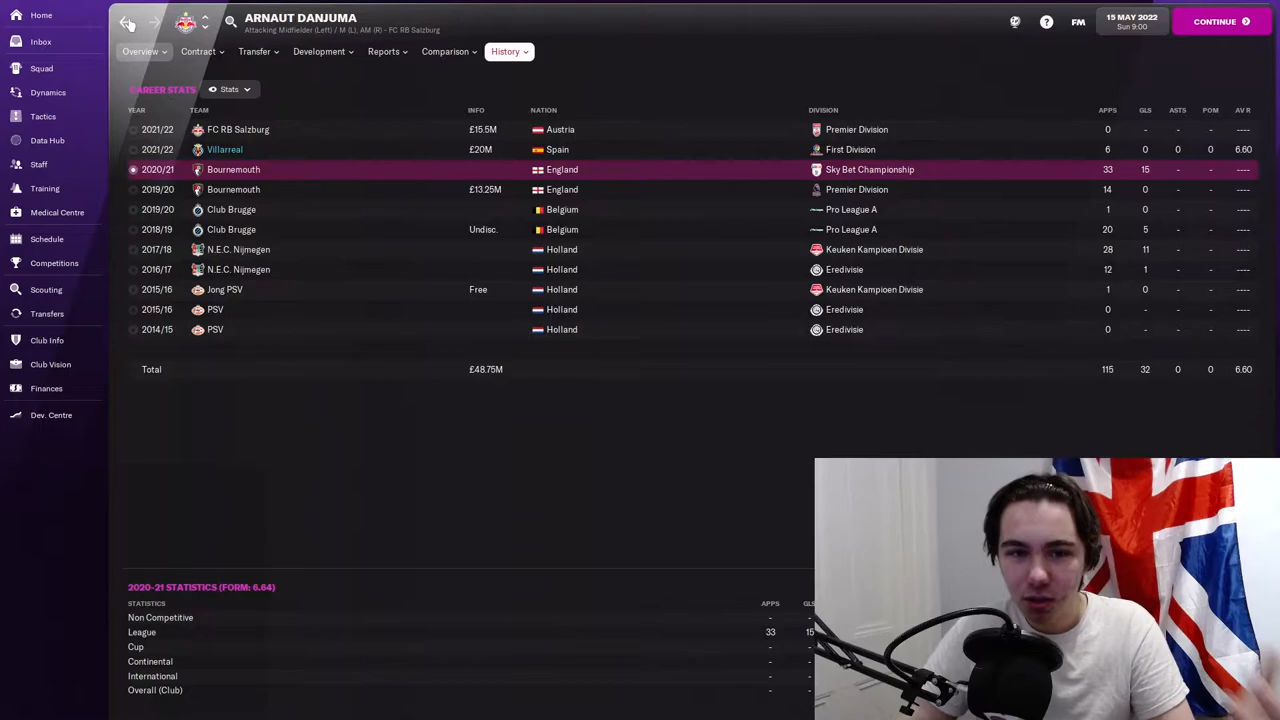 Home
ARNAUT DANJUMA
Attacking Midfielder (Left) / M (L), AM (R) - FC RB Salzburg
FM
15 MAY 2022
Sun 9:00
CONTINUE
Inbox
Overview
Contract
Transfer
Development
Reports
Comparison
History
Squad
Dynamics
Tactics
Data Hub
Staff
Training
Medical Centre
Schedule
Competitions
Scouting
Transfers
Club Info
Club Vision
Finances
Dev. Centre
CAREER STATS Stats
YEAR TEAM INFO NATION DIVISION APPS GLS ASTS POM AV R
2021/22 FC RB Salzburg £15.5M Austria Premier Division 0 - - - ----
2021/22 Villarreal £20M Spain First Division 6 0 0 0 6.60
2020/21 Bournemouth England Sky Bet Championship 33 15 - - ----
2019/20 Bournemouth £13.25M England Premier Division 14 0 - - ----
2019/20 Club Brugge Belgium Pro League A 1 0 - - ----
2018/19 Club Brugge Undisc. Belgium Pro League A 20 5 - - ----
2017/18 N.E.C. Nijmegen Holland Keuken Kampioen Divisie 28 11 - - ----
2016/17 N.E.C. Nijmegen Holland Eredivisie 12 1 - - ----
2015/16 Jong PSV Free Holland Keuken Kampioen Divisie 1 0 - - ----
2015/16 PSV Holland Eredivisie 0 - - - ----
2014/15 PSV Holland Eredivisie 0 - - - ----
Total £48.75M 115 32 0 0 6.60
2020-21 STATISTICS (FORM: 6.64)
STATISTICS APPS GLS
Non Competitive -
League 33 15
Cup -
Continental -
International -
Overall (Club) -